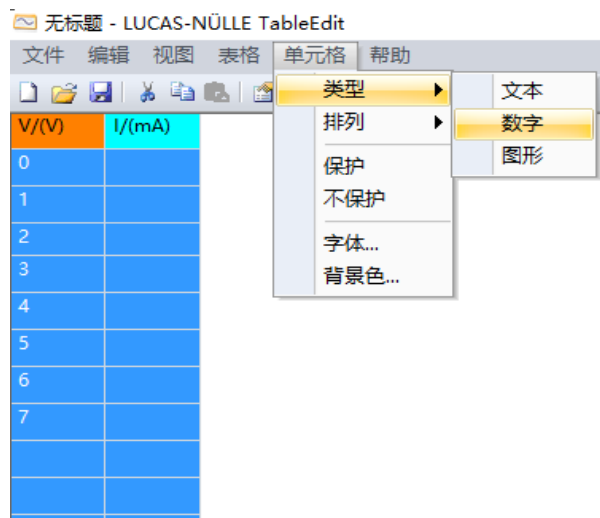 无标题 - LUCAS-NÜLLE TableEdit
文件 编辑 视图 表格 单元格 帮助
类型 文本
V/(V) I/(mA) 排列 数字
0 保护 图形
1 不保护
2 字体...
3 背景色...
4
5
6
7